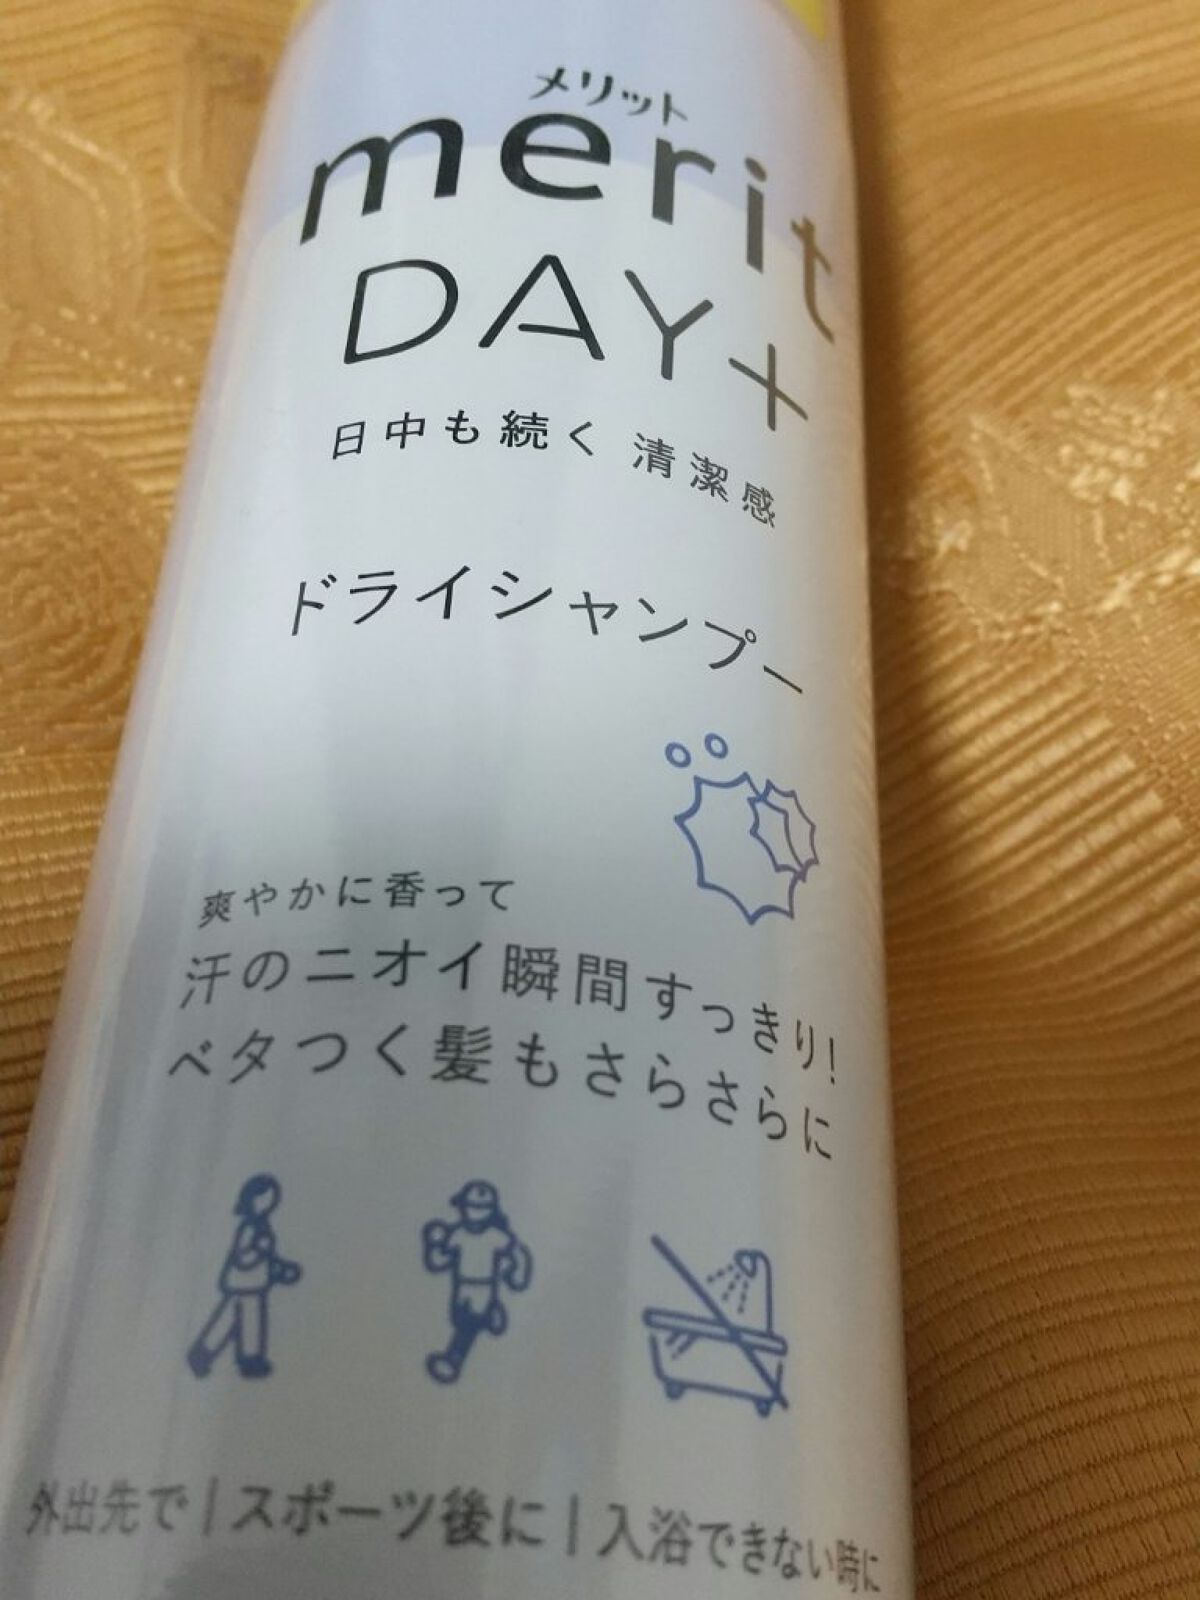 メリット
merit
DAY+
日中も続く 清潔感
ドライシャンプー
爽やかに香って
汗のニオイ瞬間すっきり!
ベタつく髪もさらさらに
外出先で | スポーツ後に | 入浴できない時に